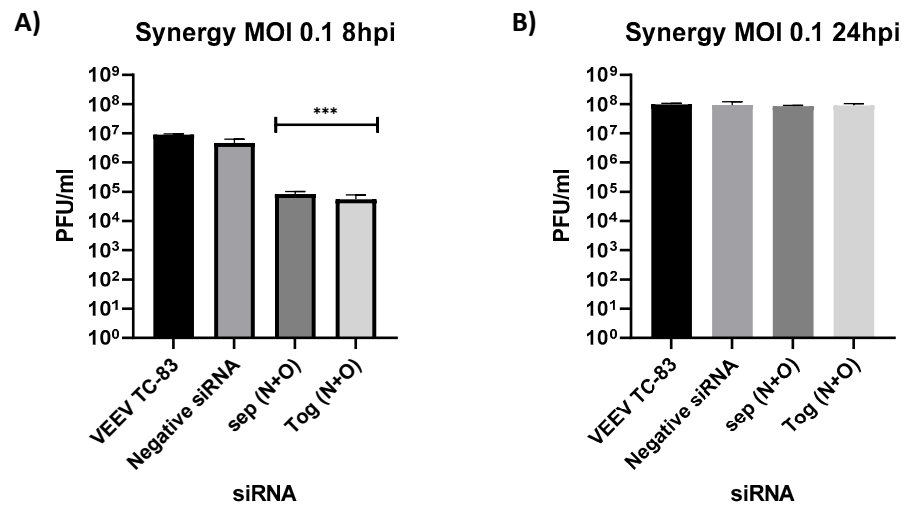 A)
Synergy MOI 0.1 8hpi
PFU/ml
10⁹
10⁸
10⁷
10⁶
10⁵
10⁴
10³
10²
10¹
10⁰
***
VEEV TC-83
Negative siRNA
sep (N+O)
Tog (N+O)
siRNA
B)
Synergy MOI 0.1 24hpi
PFU/ml
10⁹
10⁸
10⁷
10⁶
10⁵
10⁴
10³
10²
10¹
10⁰
VEEV TC-83
Negative siRNA
sep (N+O)
Tog (N+O)
siRNA